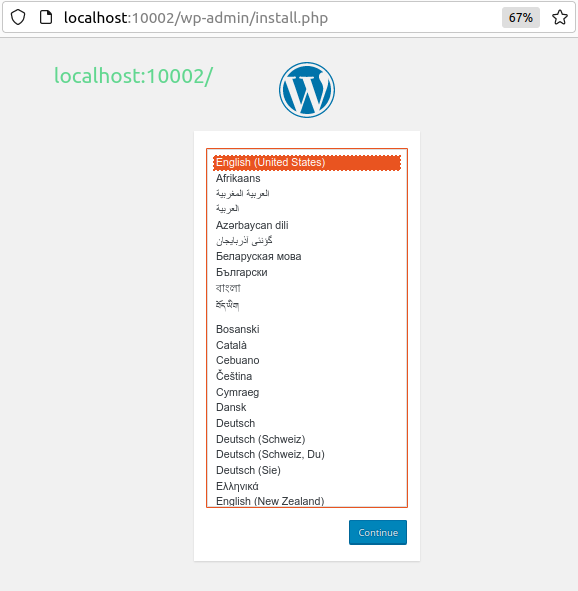 localhost:10002/wp-admin/install.php
67%
localhost:10002/
English (United States)
Afrikaans
العربية المغربية
العربية
Azərbaycan dili
گؤنئی آذربایجان
Беларуская мова
Български
বাংলা
བོད་ཡིག
Bosanski
Català
Cebuano
Čeština
Cymraeg
Dansk
Deutsch
Deutsch (Schweiz)
Deutsch (Schweiz, Du)
Deutsch (Sie)
Ελληνικά
English (New Zealand)
Continue